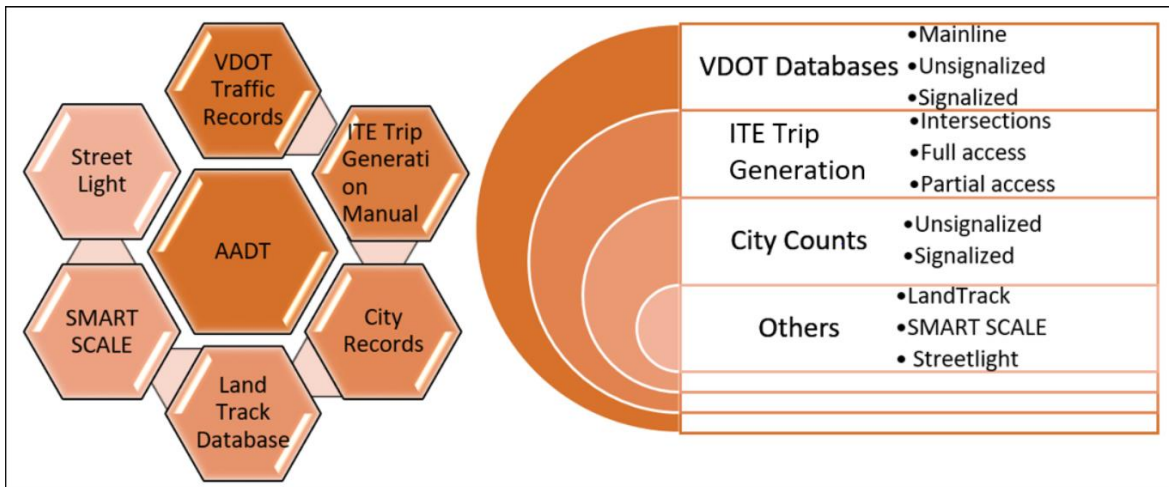 VDOT
Traffic
Records
ITE Trip
Generati
on
Manual
City
Records
Land
Track
Database
SMART
SCALE
Street
Light
AADT
VDOT Databases
•Mainline
•Unsignalized
•Signalized
ITE Trip
Generation
•Intersections
•Full access
•Partial access
City Counts
•Unsignalized
•Signalized
Others
•LandTrack
•SMART SCALE
• Streetlight